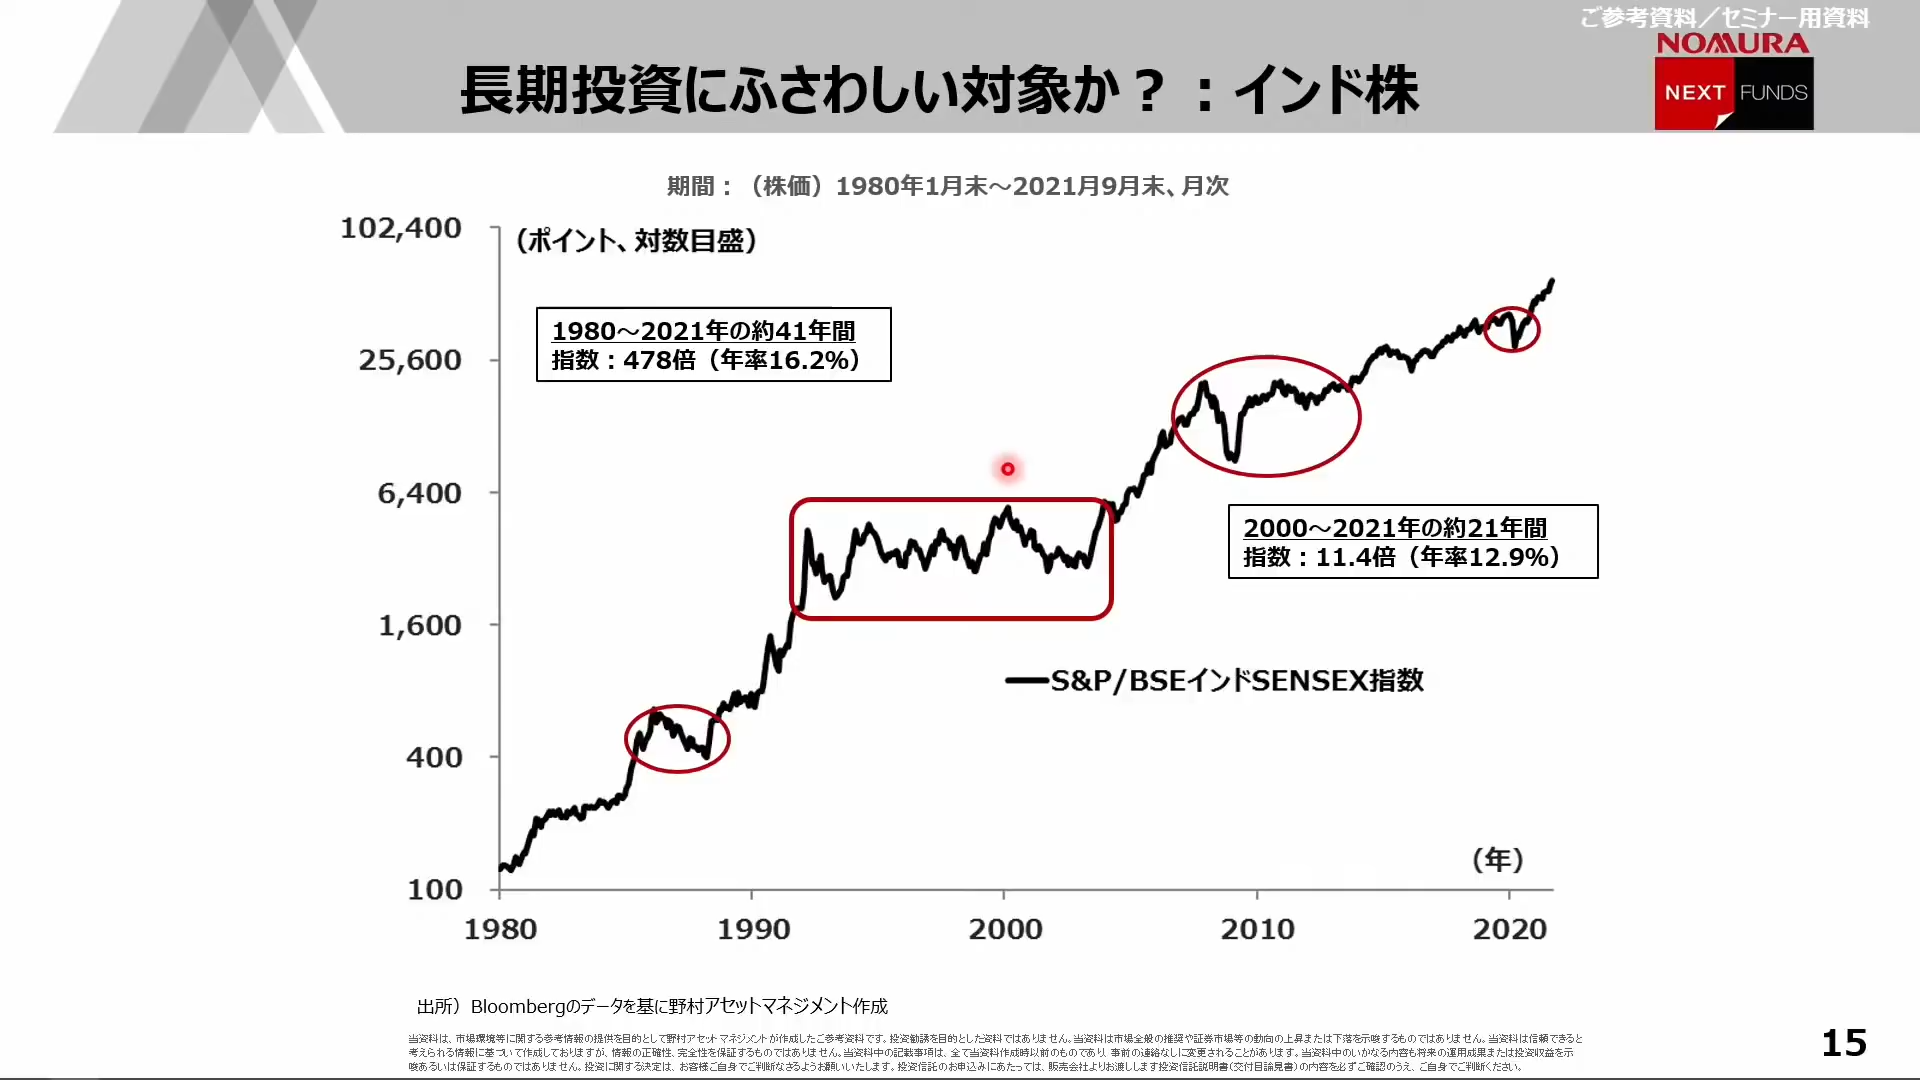 ご参考資料／セミナー用資料
NOMURA
NEXT FUNDS
長期投資にふさわしい対象か？：インド株
期間：（株価）1980年1月末～2021月9月末、月次
（ポイント、対数目盛）
102,400
25,600
6,400
1,600
400
100
1980～2021年の約41年間
指数：478倍（年率16.2%）
2000～2021年の約21年間
指数：11.4倍（年率12.9%）
S&P/BSEインドSENSEX指数
（年）
1980 1990 2000 2010 2020
出所）Bloombergのデータを基に野村アセットマネジメント作成
当資料は、市場環境等に関する参考情報の提供を目的として野村アセットマネジメントが作成したご参考資料です。投資勧誘を目的とした資料ではありません。当資料は市場全般の推奨や証券市場等の動向の上昇または下落を示唆するものではありません。当資料は信頼できると
考えられる情報に基づいて作成しておりますが、情報の正確性、完全性を保証するものではありません。当資料中の記載事項は、全て当資料作成時以前のものであり、事前の連絡なしに変更されることがあります。当資料中のいかなる内容も将来の運用成果または投資収益を示
唆あるいは保証するものではありません。投資に関する決定は、お客様ご自身でご判断なさるようお願いいたします。投資信託のお申込みにあたっては、販売会社よりお渡しします投資信託説明書(交付目論見書)の内容を必ずご確認のうえ、ご自身でご判断ください。
15